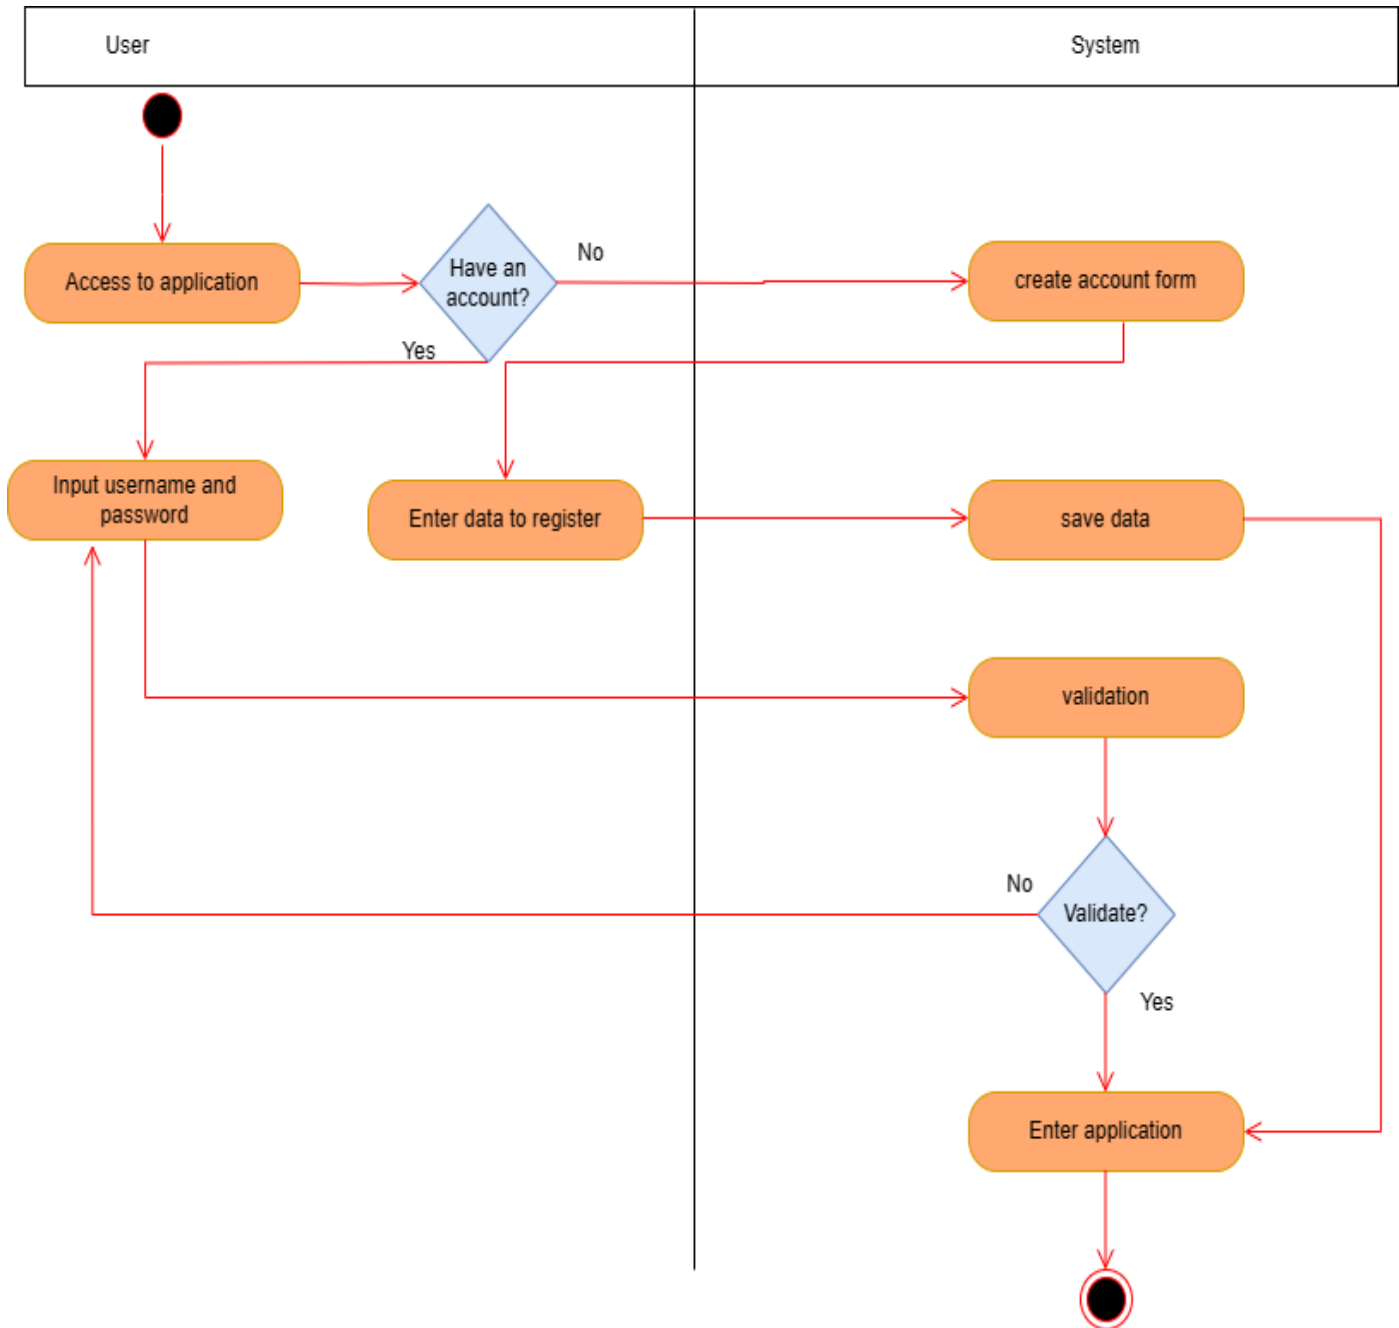 User
System
Access to application
Have an
account?
No
create account form
Yes
Input username and
password
Enter data to register
save data
validation
No
Validate?
Yes
Enter application